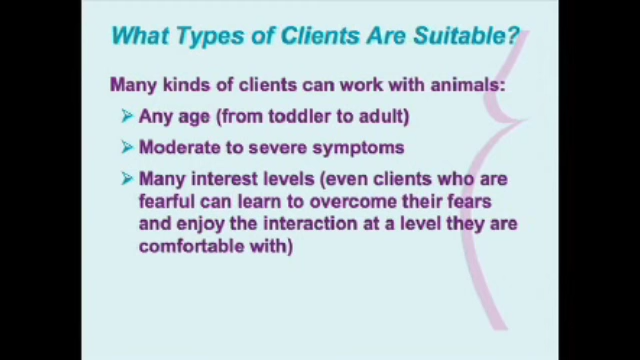 What Types of Clients Are Suitable?
Many kinds of clients can work with animals:
➢ Any age (from toddler to adult)
➢ Moderate to severe symptoms
➢ Many interest levels (even clients who are
fearful can learn to overcome their fears
and enjoy the interaction at a level they are
comfortable with)